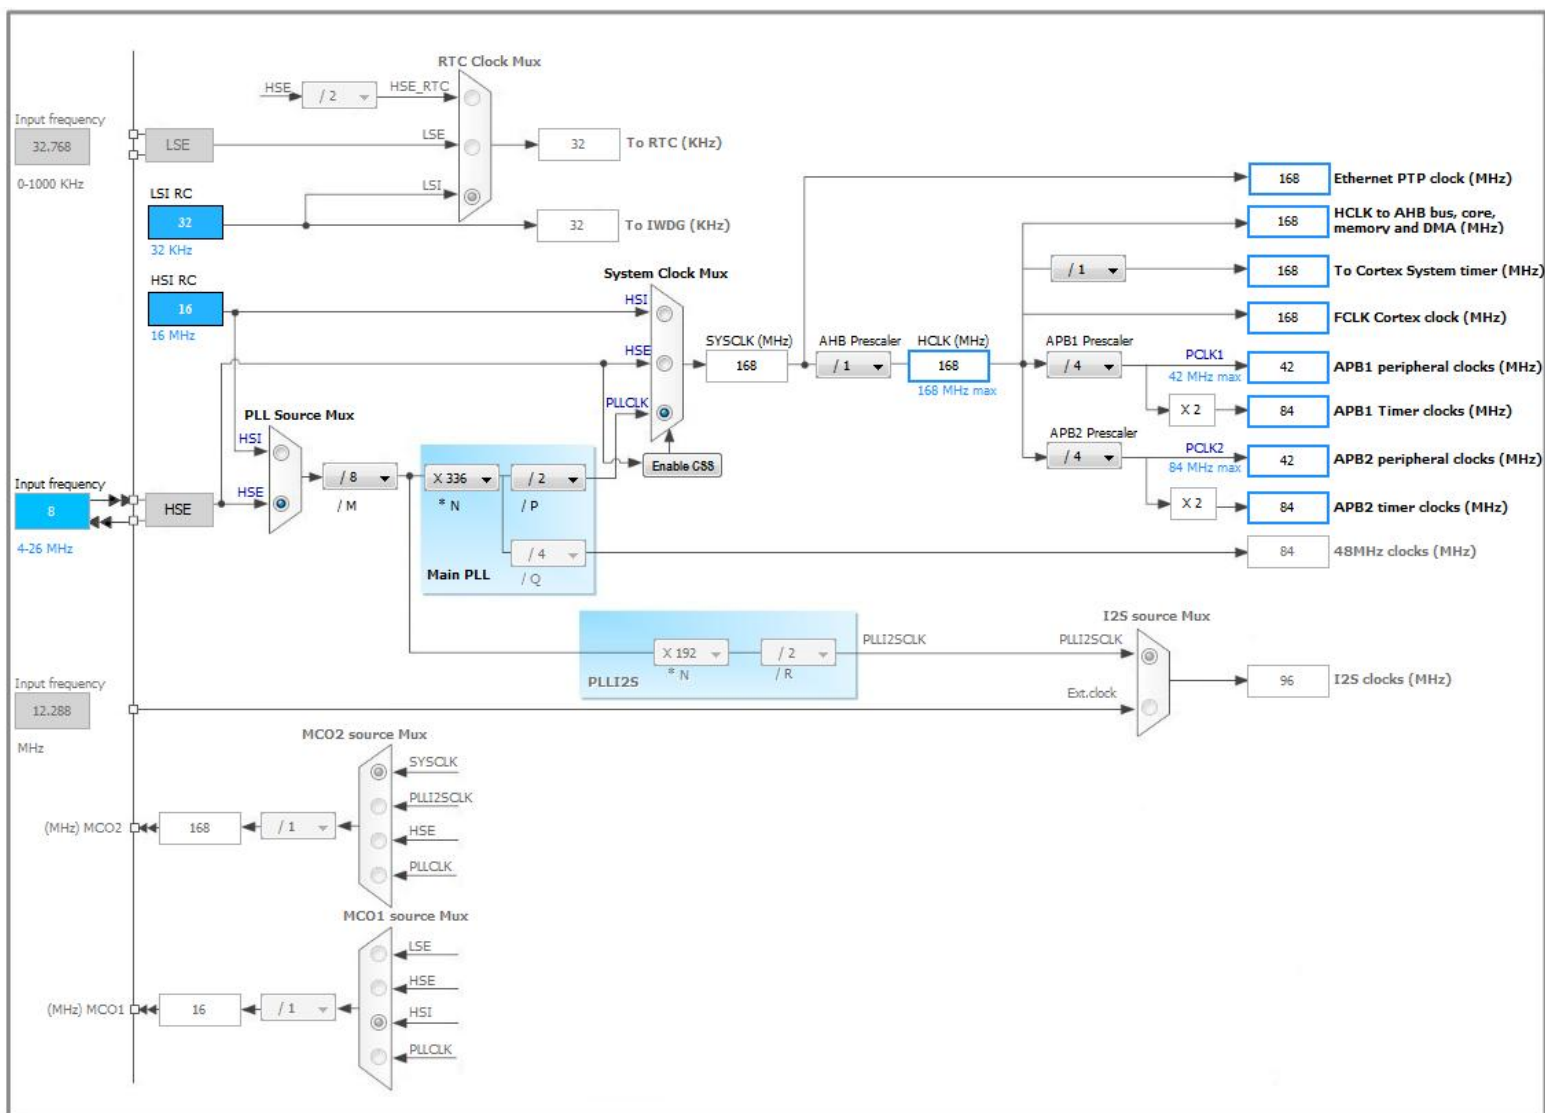 RTC Clock Mux
HSE
/ 2
HSE_RTC
Input frequency
32.768
0-1000 KHz
LSE
LSE
32
To RTC (KHz)
LSI RC
32
32 KHz
LSI
32
To IWDG (KHz)
HSI RC
16
16 MHz
System Clock Mux
HSI
HSE
PLLCLK
SYSCLK (MHz)
168
AHB Prescaler
/ 1
HCLK (MHz)
168
168 MHz max
168
Ethernet PTP clock (MHz)
168
HCLK to AHB bus, core,
memory and DMA (MHz)
/ 1
168
To Cortex System timer (MHz)
168
FCLK Cortex clock (MHz)
APB1 Prescaler
/ 4
PCLK1
42 MHz max
42
APB1 peripheral clocks (MHz)
X 2
84
APB1 Timer clocks (MHz)
APB2 Prescaler
/ 4
PCLK2
84 MHz max
42
APB2 peripheral clocks (MHz)
X 2
84
APB2 timer clocks (MHz)
84
48MHz clocks (MHz)
PLL Source Mux
HSI
HSE
Input frequency
8
4-26 MHz
HSE
/ 8
/ M
X 336
* N
/ 2
/ P
/ 4
/ Q
Main PLL
Enable CSS
PLLI2S
X 192
* N
/ 2
/ R
PLLI2SCLK
I2S source Mux
PLLI2SCLK
Ext.clock
96
I2S clocks (MHz)
Input frequency
12.288
MHz
MCO2 source Mux
SYSCLK
PLLI2SCLK
HSE
PLLCLK
(MHz) MCO2
168
/ 1
MCO1 source Mux
LSE
HSE
HSI
PLLCLK
(MHz) MCO1
16
/ 1